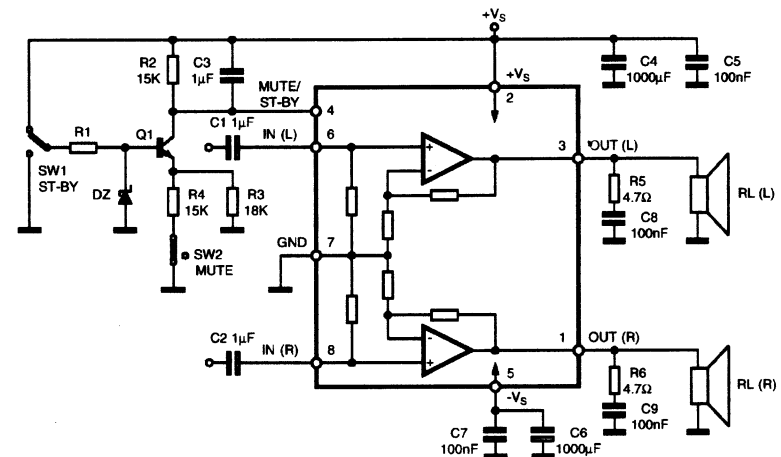 +VS
R2
15K
C3
1µF
C4
1000µF
C5
100nF
MUTE/
ST-BY
+VS
2
4
C1 1µF
IN (L)
6
R1
Q1
SW1
ST-BY
DZ
R4
15K
R3
18K
SW2
MUTE
+
-
3
OUT (L)
R5
4.7Ω
C8
100nF
RL (L)
GND
7
C2 1µF
IN (R)
8
-
+
1
OUT (R)
5
-VS
R6
4.7Ω
C9
100nF
RL (R)
C7
100nF
C6
1000µF